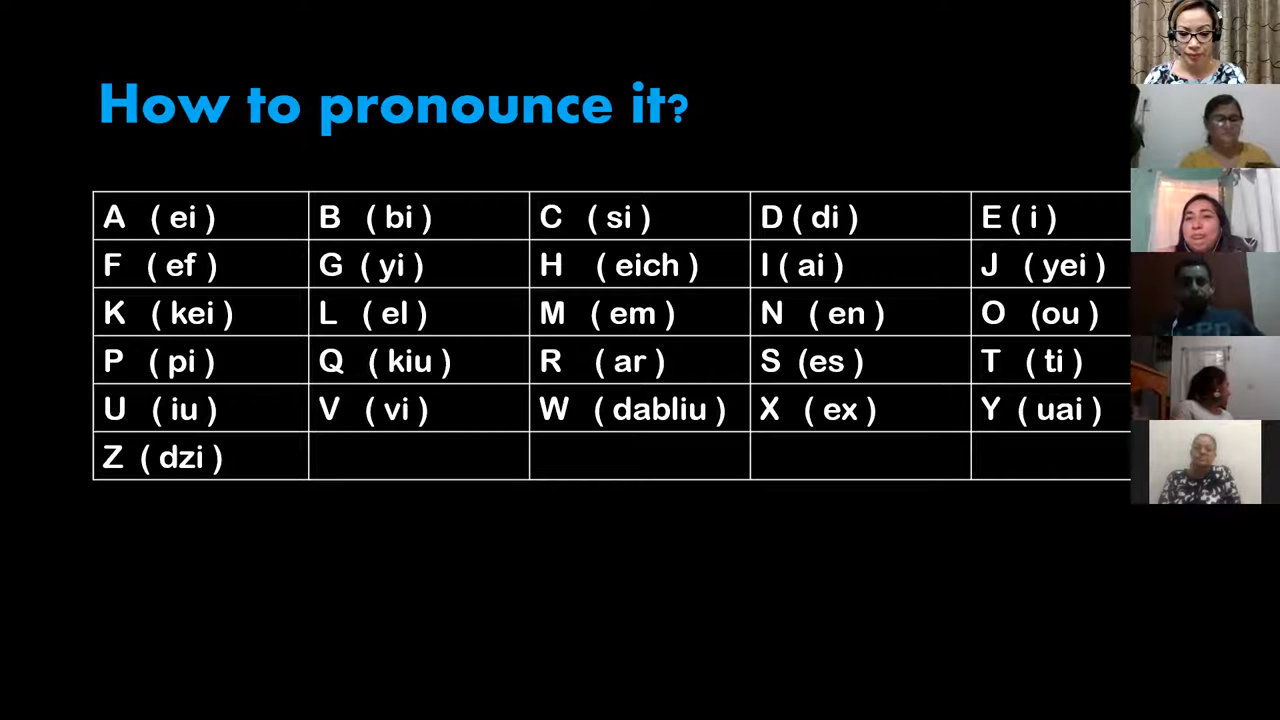 How to pronounce it?
A ( ei ) B ( bi ) C ( si ) D ( di ) E ( i )
F ( ef ) G ( yi ) H ( eich ) I ( ai ) J ( yei )
K ( kei ) L ( el ) M ( em ) N ( en ) O (ou )
P ( pi ) Q ( kiu ) R ( ar ) S (es ) T ( ti )
U ( iu ) V ( vi ) W ( dabliu ) X ( ex ) Y ( uai )
Z ( dzi )